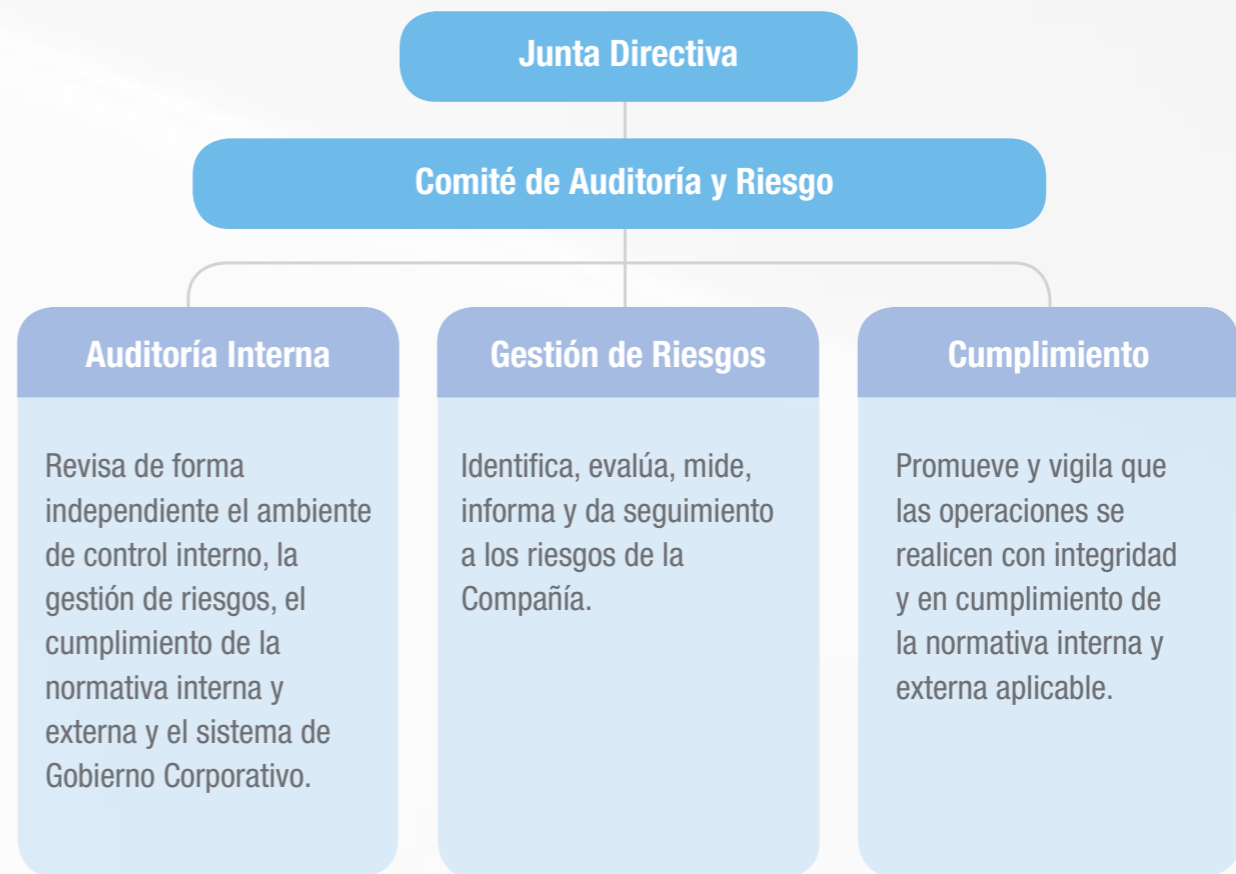 Junta Directiva
Comité de Auditoría y Riesgo
Auditoría Interna
Revisa de forma
independiente el ambiente
de control interno, la
gestión de riesgos, el
cumplimiento de la
normativa interna y
externa y el sistema de
Gobierno Corporativo.
Gestión de Riesgos
Identifica, evalúa, mide,
informa y da seguimiento
a los riesgos de la
Compañía.
Cumplimiento
Promueve y vigila que
las operaciones se
realicen con integridad
y en cumplimiento de
la normativa interna y
externa aplicable.